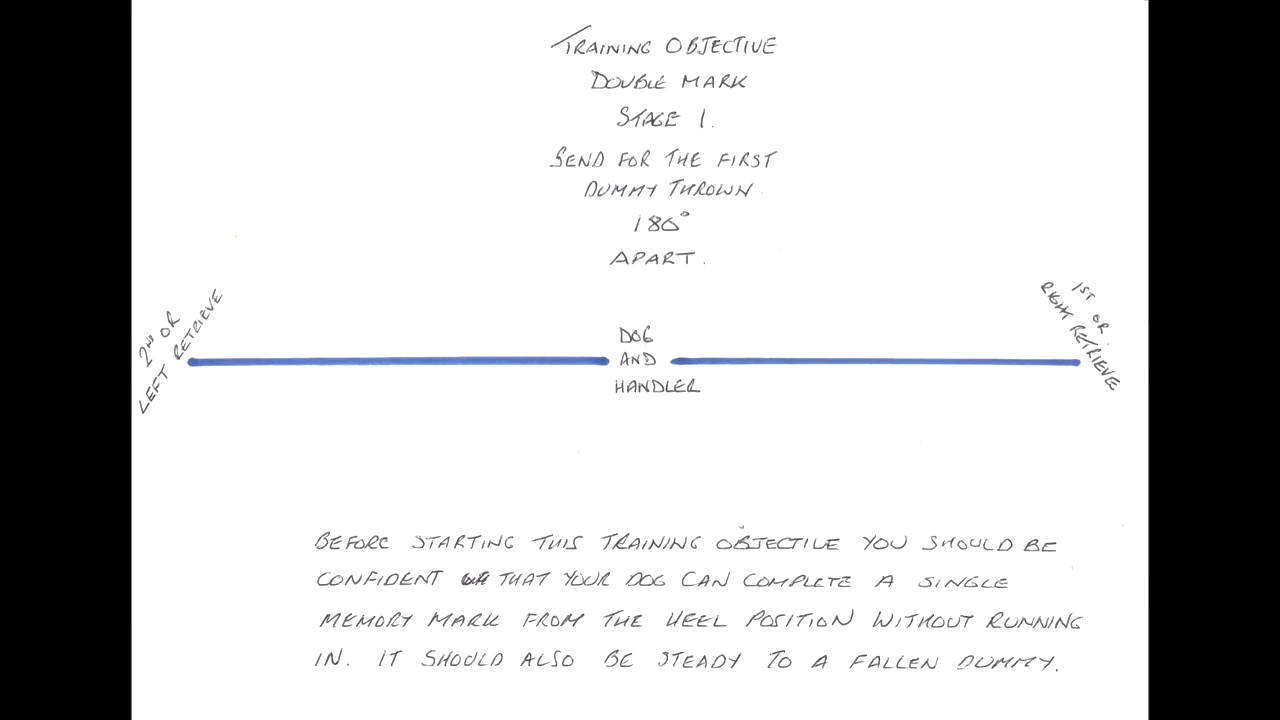 TRAINING OBJECTIVE
DOUBLE MARK
STAGE 1.
SEND FOR THE FIRST
DUMMY THROWN.
180°
APART.
2ND OR
LEFT RETRIEVE
DOG
AND
HANDLER
1ST OR
RIGHT RETRIEVE
BEFORE STARTING THIS TRAINING OBJECTIVE YOU SHOULD BE
CONFIDENT THAT YOUR DOG CAN COMPLETE A SINGLE
MEMORY MARK FROM THE HEEL POSITION WITHOUT RUNNING
IN. IT SHOULD ALSO BE STEADY TO A FALLEN DUMMY.